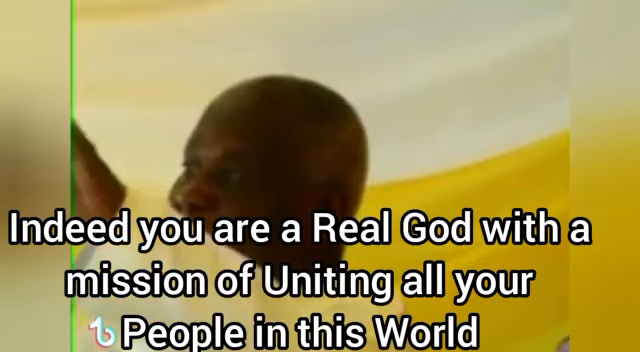 Indeed you are a Real God with a
mission of Uniting all your
People in this World